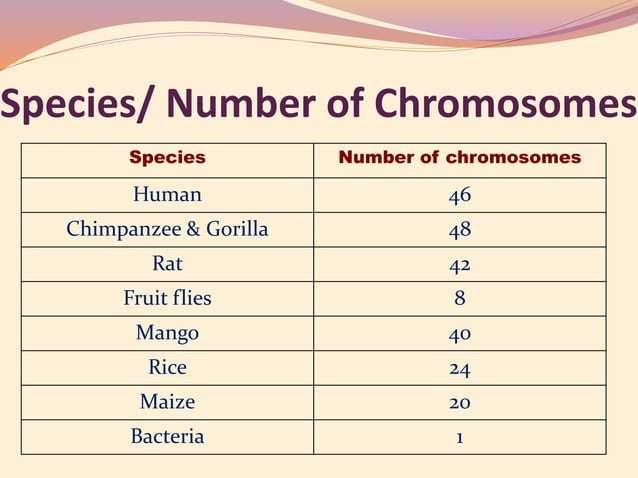 Species/ Number of Chromosomes
Species Number of chromosomes
Human 46
Chimpanzee & Gorilla 48
Rat 42
Fruit flies 8
Mango 40
Rice 24
Maize 20
Bacteria 1